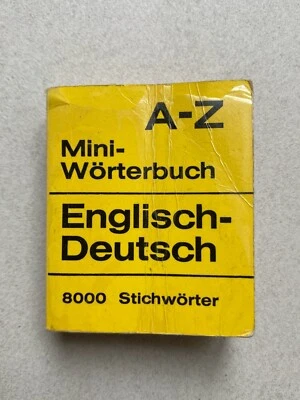 A-Z
Mini-
Wörterbuch
Englisch-
Deutsch
8000 Stichwörter